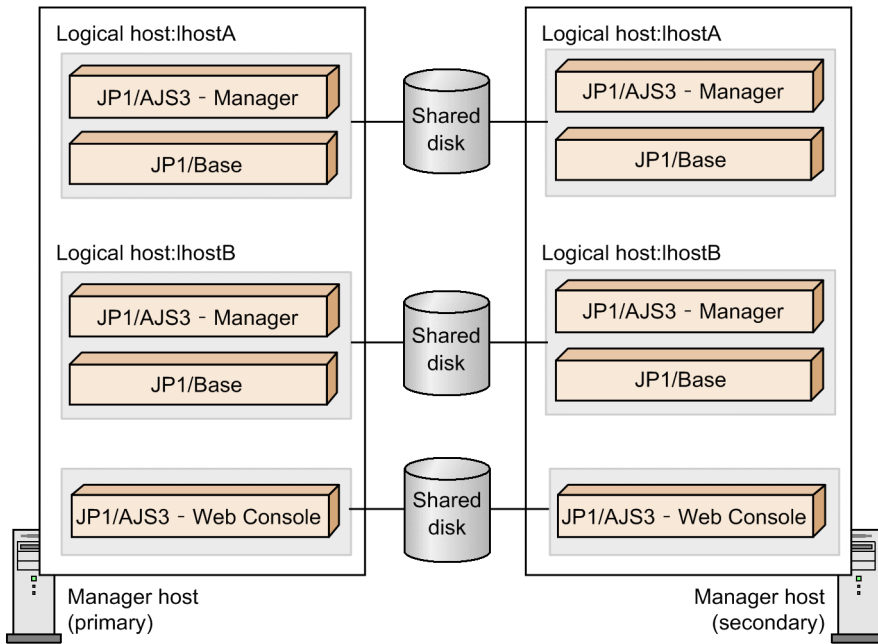 Logical host:lhostA
JP1/AJS3 - Manager
JP1/Base
Shared
disk
Logical host:lhostA
JP1/AJS3 - Manager
JP1/Base
Logical host:lhostB
JP1/AJS3 - Manager
JP1/Base
Shared
disk
Logical host:lhostB
JP1/AJS3 - Manager
JP1/Base
JP1/AJS3 - Web Console
Shared
disk
JP1/AJS3 - Web Console
Manager host
(primary)
Manager host
(secondary)